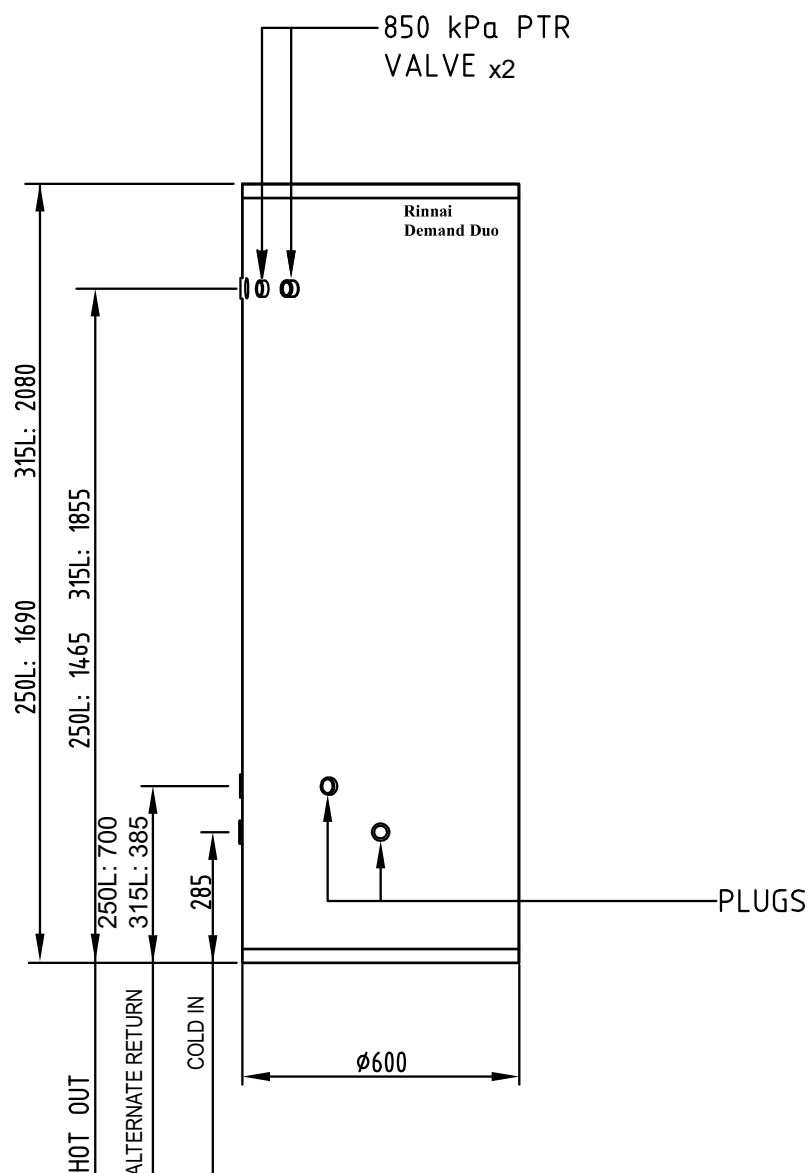 850 kPa PTR
VALVE x2
Rinnai
Demand Duo
250L: 1690 315L: 2080
250L: 1465 315L: 1855
250L: 700
315L: 385
285
PLUGS
HOT OUT
ALTERNATE RETURN
COLD IN
ϕ600